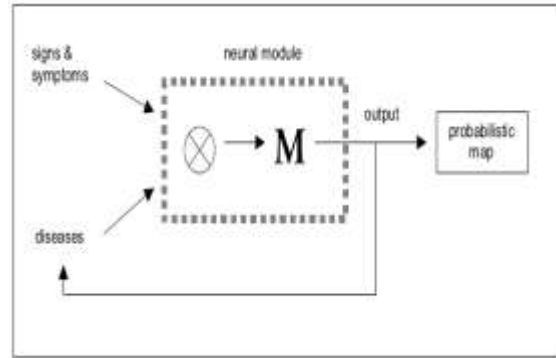 signs &
symptoms
neural module
output
M
probabilistic
map
diseases